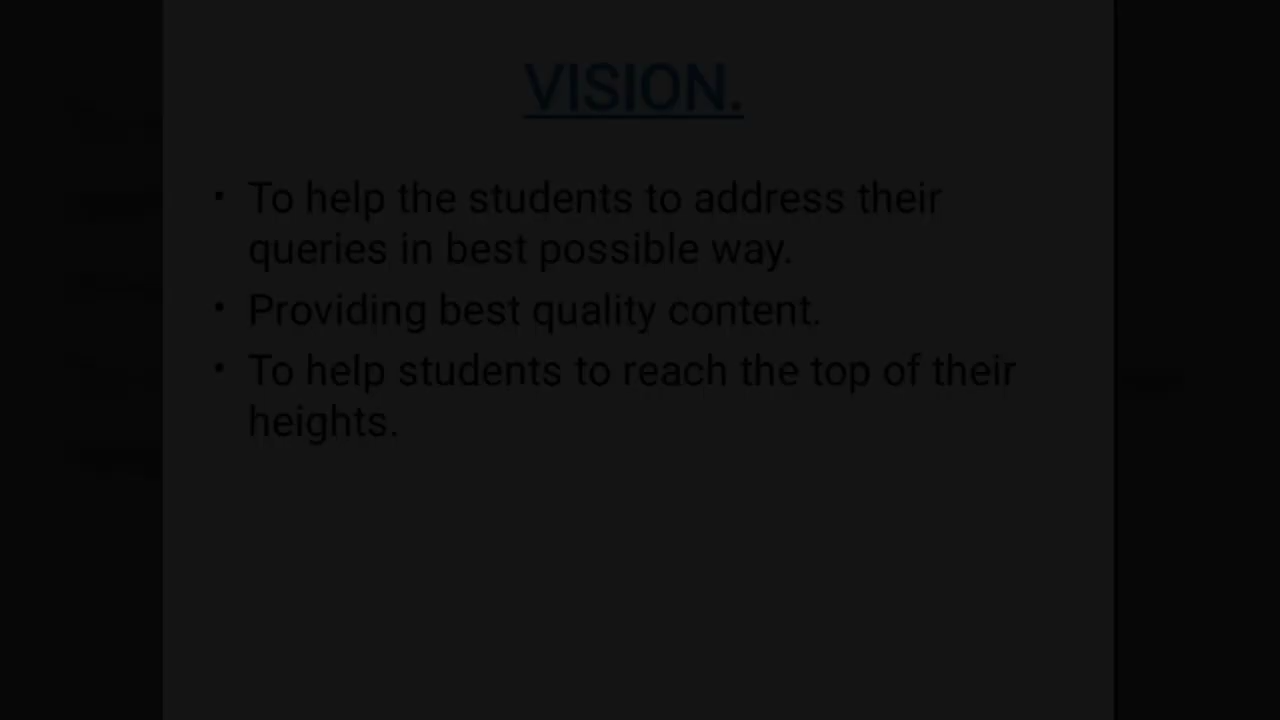 VISION.
• To help the students to address their
queries in best possible way.
• Providing best quality content.
• To help students to reach the top of their
heights.